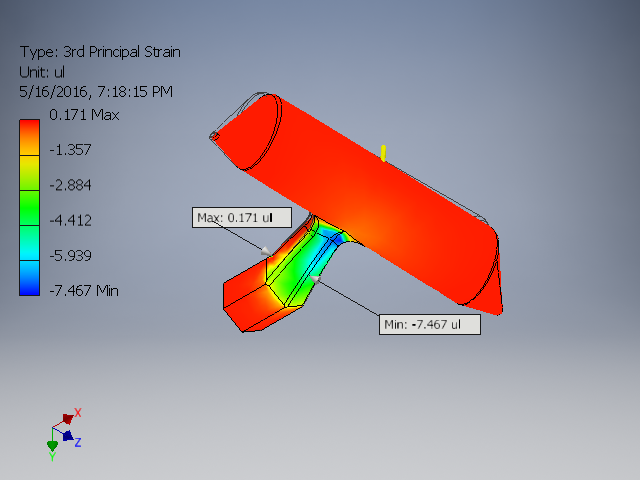 Type: 3rd Principal Strain
Unit: ul
5/16/2016, 7:18:15 PM
0.171 Max
-1.357
-2.884
-4.412
-5.939
-7.467 Min
Max: 0.171 ul
Min: -7.467 ul
X
Z
Y